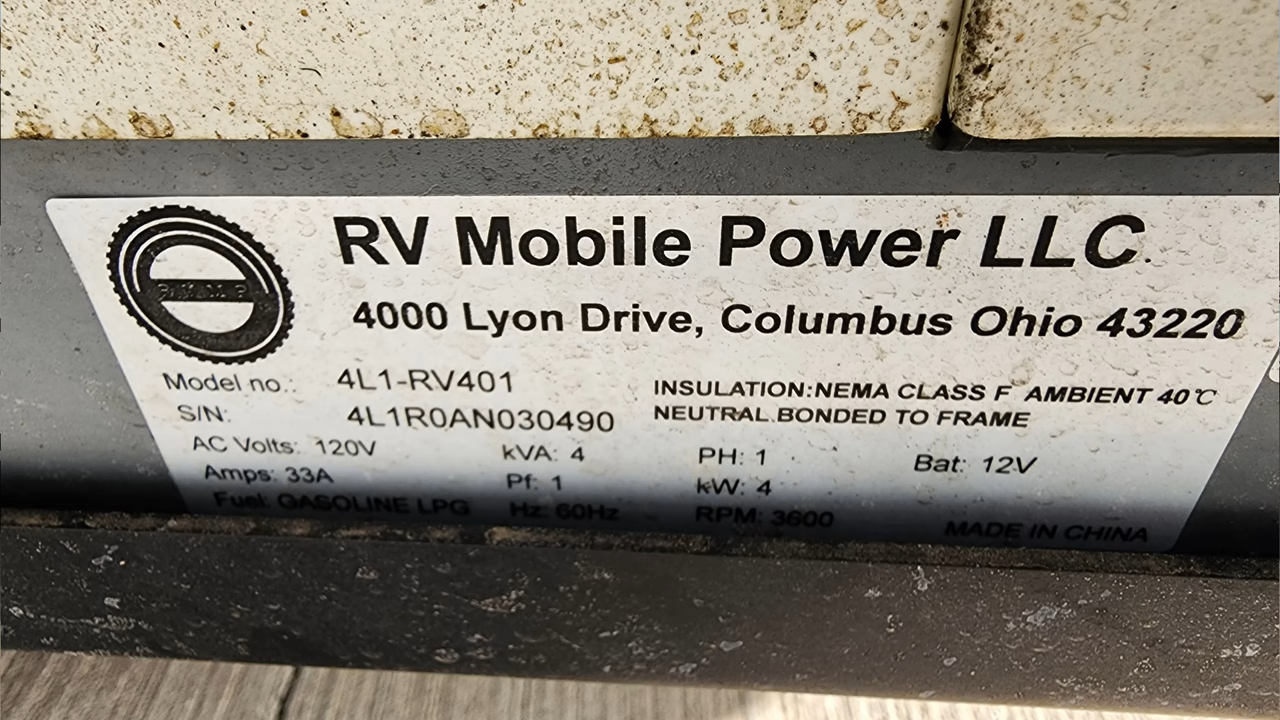 RV Mobile Power LLC
4000 Lyon Drive, Columbus Ohio 43220
Model no.: 4L1-RV401
S/N: 4L1R0AN030490
INSULATION:NEMA CLASS F AMBIENT 40℃
NEUTRAL BONDED TO FRAME
AC Volts: 120V kVA: 4 PH: 1 Bat: 12V
Amps: 33A Pf: 1 kW: 4
Fuel: GASOLINE LPG Hz: 60Hz RPM: 3600 MADE IN CHINA